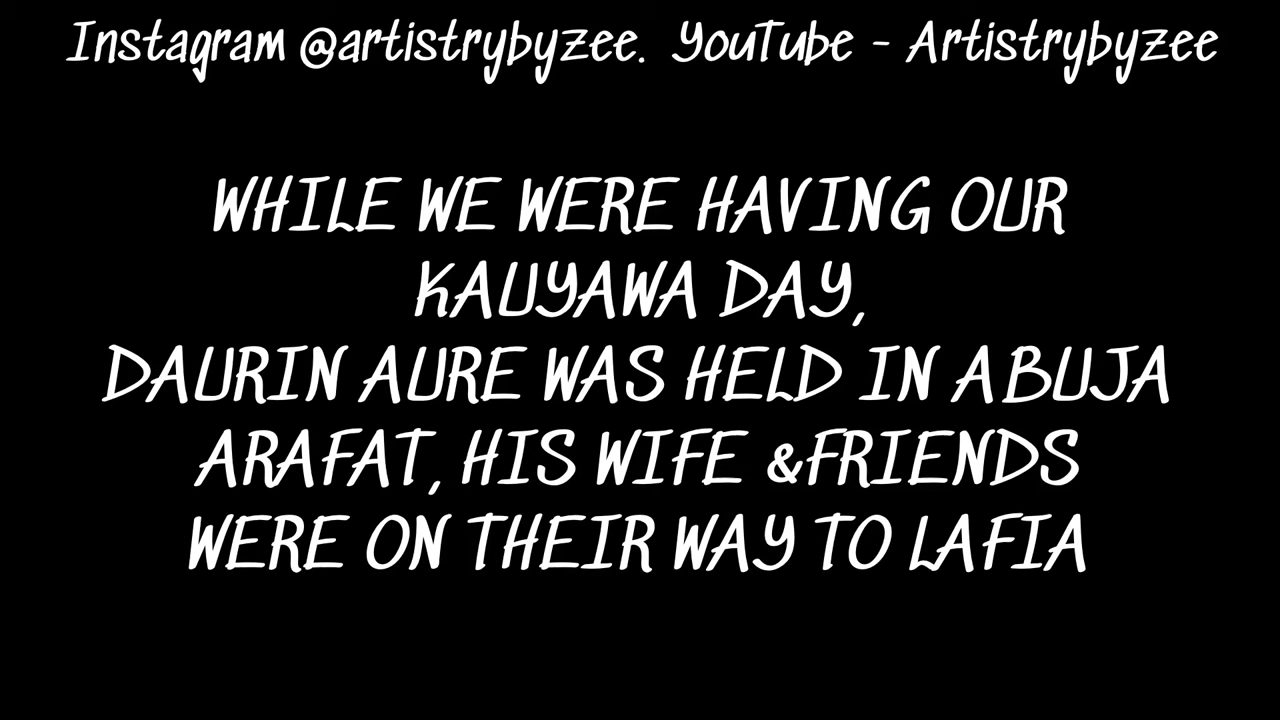 Instagram @artistrybyzee. YouTube - Artistrybyzee
WHILE WE WERE HAVING OUR
KAUYAWA DAY,
DAURIN AURE WAS HELD IN ABUJA
ARAFAT, HIS WIFE &FRIENDS
WERE ON THEIR WAY TO LAFIA